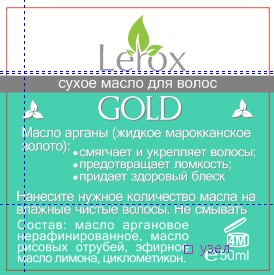 Lerox
сухое масло для волос
GOLD
Масло арганы (жидкое марокканское
золото):
•смягчает и укрепляет волосы;
•предотвращает ломкость;
•придает здоровый блеск
Нанесите нужное количество масла на
влажные чистые волосы. Не смывать
Состав: масло аргановое
нерафинированное, масло
рисовых отрубей, эфирное
масло лимона, циклометикон.
узел
50ml